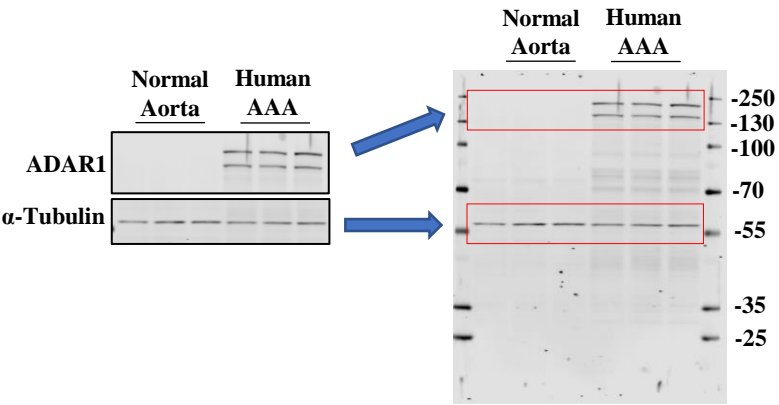 Normal Human
Aorta AAA
ADAR1
α-Tubulin
Normal Human
Aorta AAA
-250
-130
-100
-70
-55
-35
-25